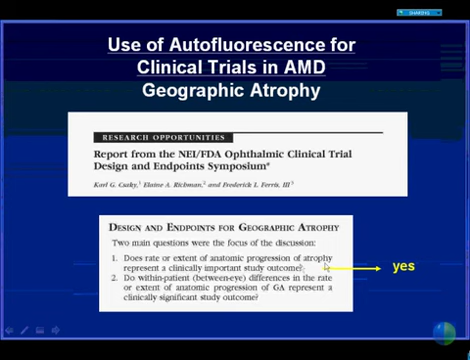 SHARING
Use of Autofluorescence for
Clinical Trials in AMD
Geographic Atrophy
RESEARCH OPPORTUNITIES
Report from the NEI/FDA Ophthalmic Clinical Trial
Design and Endpoints Symposium*
Karl G. Csaky,¹ Elaine A. Richman,² and Frederick L. Ferris, III³
DESIGN AND ENDPOINTS FOR GEOGRAPHIC ATROPHY
Two main questions were the focus of the discussion:
1. Does rate or extent of anatomic progression of atrophy
represent a clinically important study outcome?
yes
2. Do within-patient (between-eye) differences in the rate
or extent of anatomic progression of GA represent a
clinically significant study outcome?